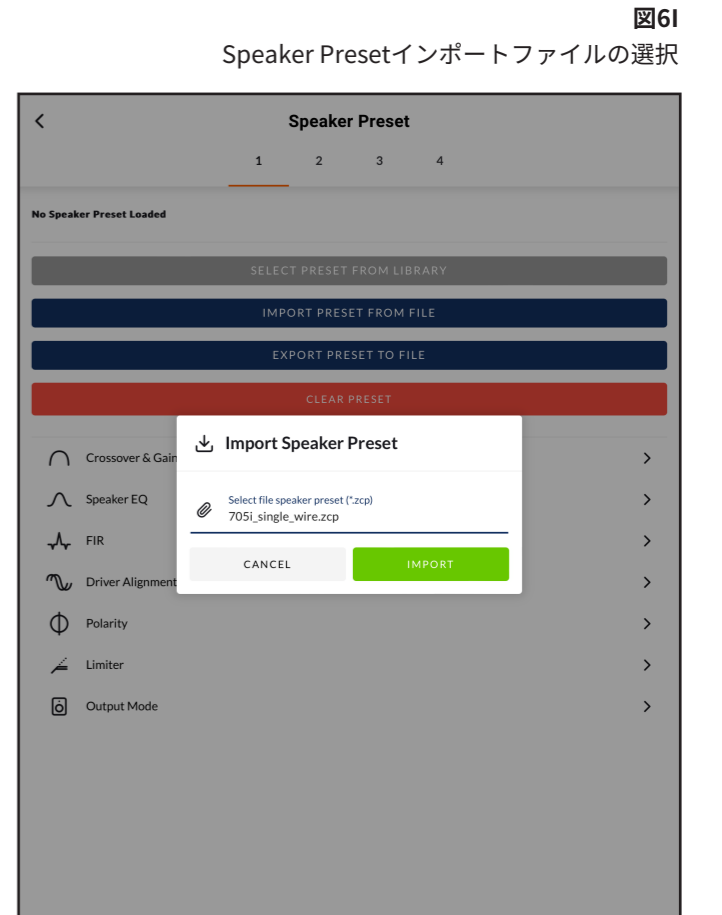 図6I
Speaker Presetインポートファイルの選択
Speaker Preset
1 2 3 4
No Speaker Preset Loaded
SELECT PRESET FROM LIBRARY
IMPORT PRESET FROM FILE
EXPORT PRESET TO FILE
CLEAR PRESET
Import Speaker Preset
Select file speaker preset (*.zcp)
705i_single_wire.zcp
CANCEL IMPORT
Crossover & Gain
Speaker EQ
FIR
Driver Alignment
Polarity
Limiter
Output Mode